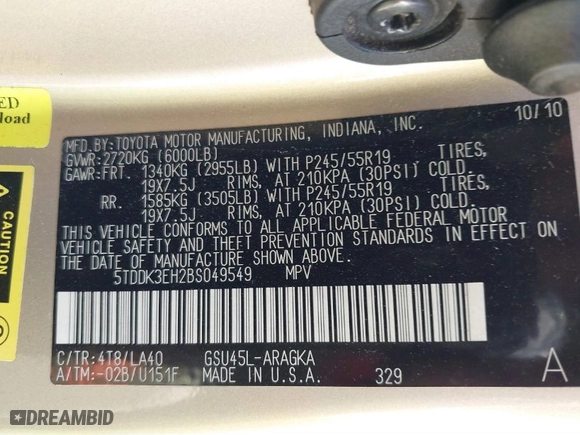 ED
load
CAUTION
MFD.BY:TOYOTA MOTOR MANUFACTURING, INDIANA, INC. 10/10
GVWR:2720KG (6000LB)
GAWR:FRT. 1340KG (2955LB) WITH P245/55R19 TIRES,
19X7.5J RIMS, AT 210KPA (30PSI) COLD
RR. 1585KG (3505LB) WITH P245/55R19 TIRES,
19X7.5J RIMS, AT 210KPA (30PSI) COLD.
THIS VEHICLE CONFORMS TO ALL APPLICABLE FEDERAL MOTOR
VEHICLE SAFETY AND THEFT PREVENTION STANDARDS IN EFFECT ON
THE DATE OF MANUFACTURE SHOWN ABOVE.
5TDDK3EH2BS049549 MPV
C/TR:4T8/LA40 GSU45L-ARAGKA
A/TM:-02B/U151F MADE IN U.S.A. 329 A
DREAMBID